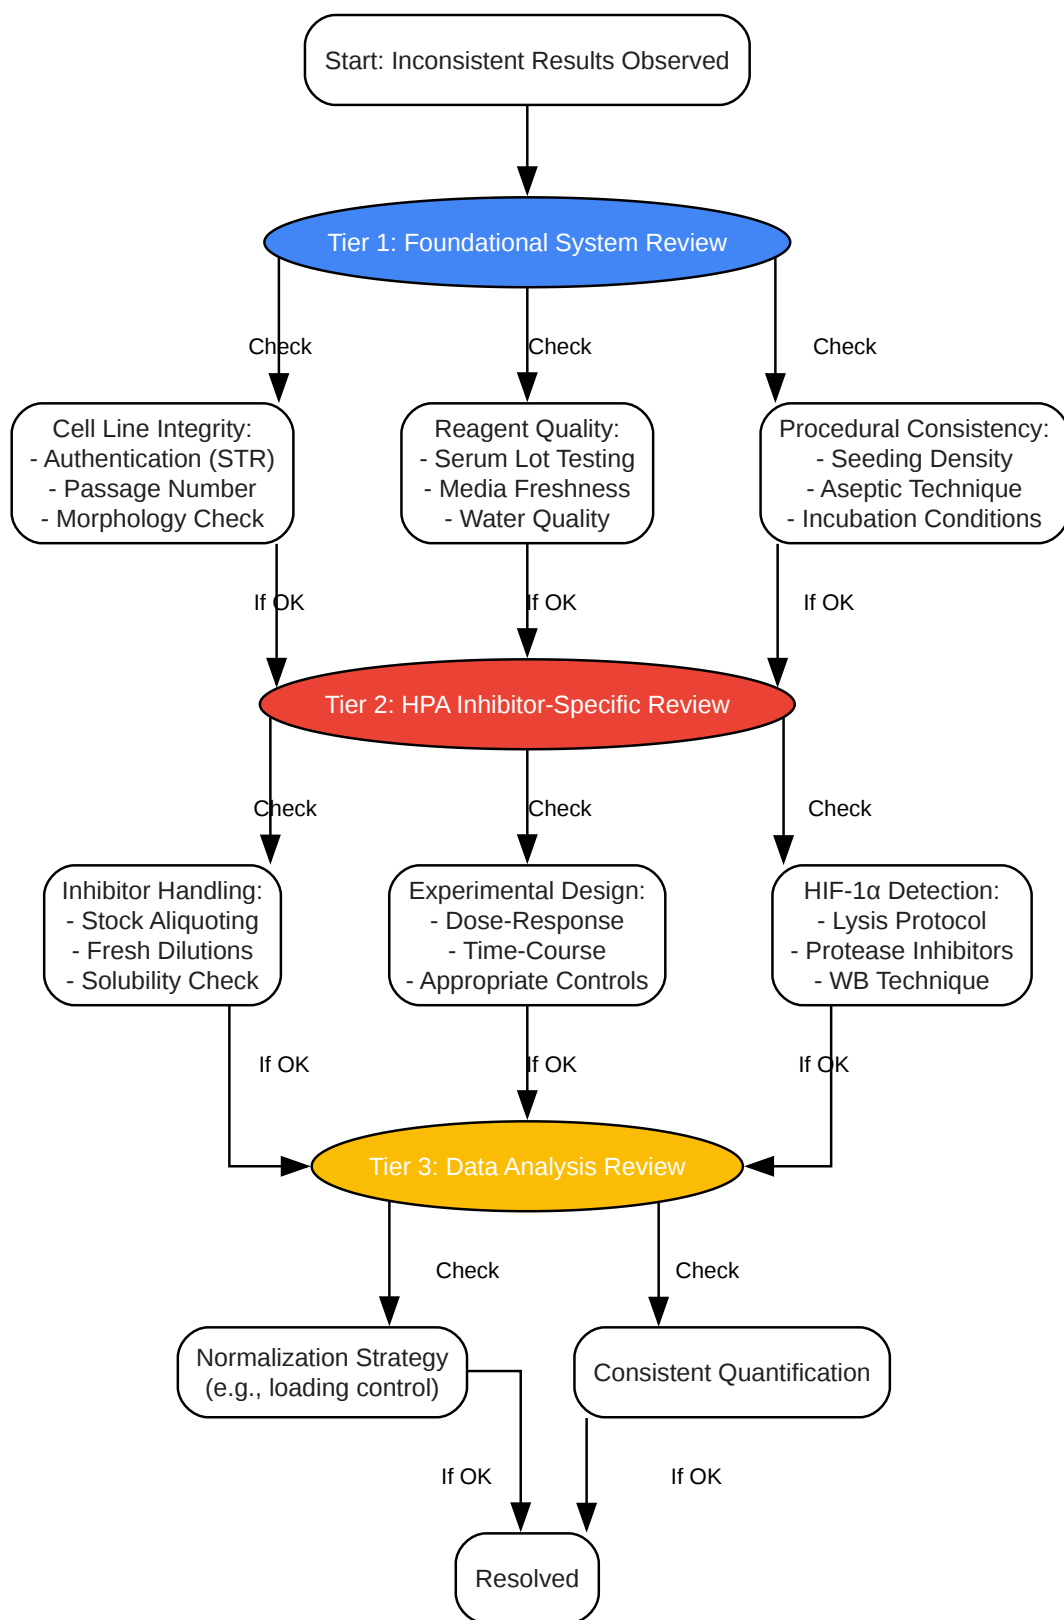 Start: Inconsistent Results Observed
Tier 1: Foundational System Review
Check
Check
Check
Cell Line Integrity:
- Authentication (STR)
- Passage Number
- Morphology Check
Reagent Quality:
- Serum Lot Testing
- Media Freshness
- Water Quality
Procedural Consistency:
- Seeding Density
- Aseptic Technique
- Incubation Conditions
If OK
If OK
If OK
Tier 2: HPA Inhibitor-Specific Review
Check
Check
Check
Inhibitor Handling:
- Stock Aliquoting
- Fresh Dilutions
- Solubility Check
Experimental Design:
- Dose-Response
- Time-Course
- Appropriate Controls
HIF-1α Detection:
- Lysis Protocol
- Protease Inhibitors
- WB Technique
If OK
If OK
If OK
Tier 3: Data Analysis Review
Check
Check
Normalization Strategy
(e.g., loading control)
Consistent Quantification
If OK
If OK
Resolved